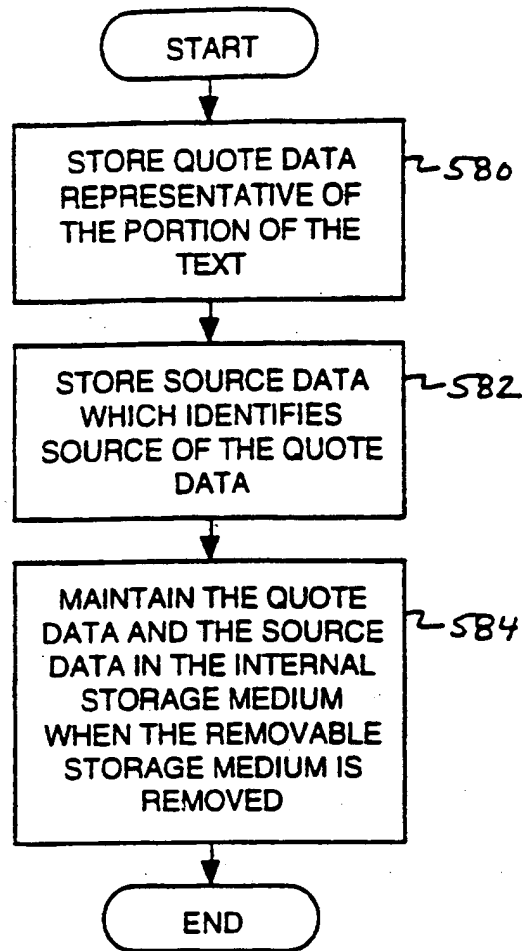 START
STORE QUOTE DATA
REPRESENTATIVE OF
THE PORTION OF THE
TEXT
580
STORE SOURCE DATA
WHICH IDENTIFIES
SOURCE OF THE QUOTE
DATA
582
MAINTAIN THE QUOTE
DATA AND THE SOURCE
DATA IN THE INTERNAL
STORAGE MEDIUM
WHEN THE REMOVABLE
STORAGE MEDIUM IS
REMOVED
584
END